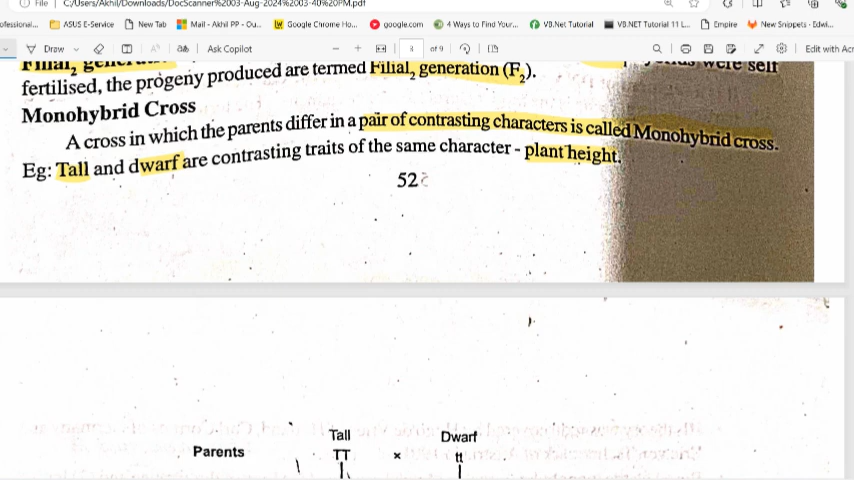 File | C:/Users/Akhil/Downloads/DocScanner%2003-Aug-2024%2003-40%20PM.pdf
ofessional... ASUS E-Service New Tab Mail - Akhil PP - Ou... Google Chrome Ho... google.com 4 Ways to Find Your... VB.Net Tutorial VB.NET Tutorial 11 L... Empire New Snippets - Edwi...
Draw Ask Copilot 3 of 9 Edit with Acr
Filial₂ were self
fertilised, the progeny produced are termed Filial₂ generation (F₂).
Monohybrid Cross
A cross in which the parents differ in a pair of contrasting characters is called Monohybrid cross.
Eg: Tall and dwarf are contrasting traits of the same character - plant height.
52
Tall Dwarf
Parents TT × tt